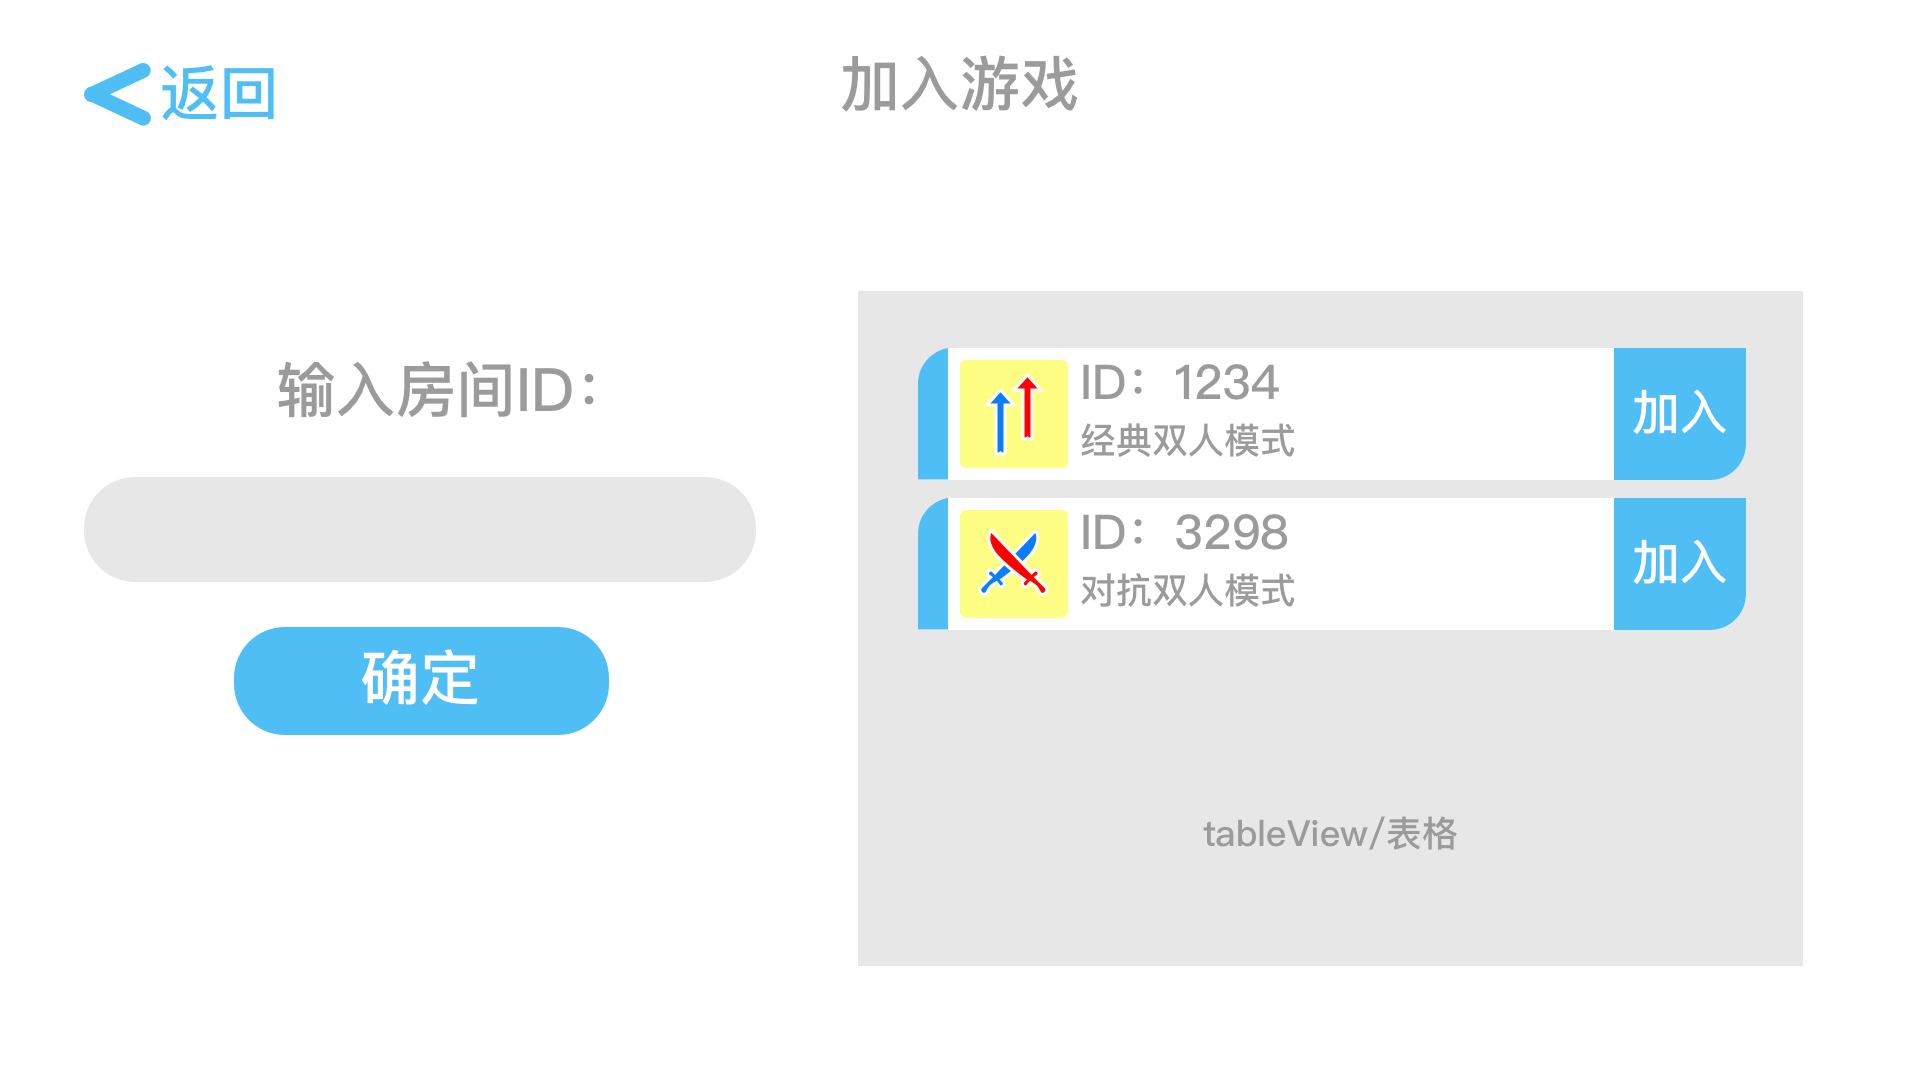 返回
加入游戏
输入房间ID：
确定
ID：1234
经典双人模式
加入
ID：3298
对抗双人模式
加入
tableView/表格